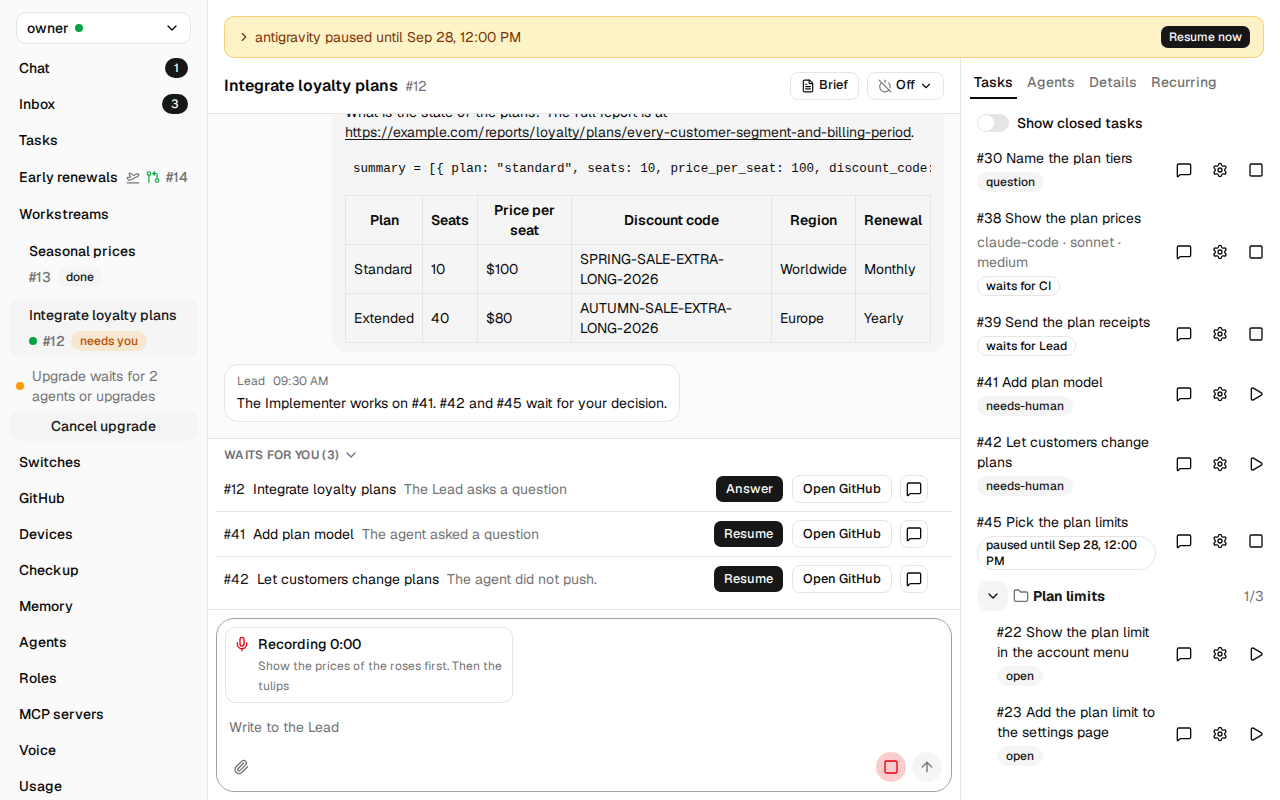 owner
Chat 1
Inbox 3
Tasks
Early renewals #14
Workstreams
Seasonal prices
#13 done
Integrate loyalty plans
#12 needs you
Upgrade waits for 2
agents or upgrades
Cancel upgrade
Switches
GitHub
Devices
Checkup
Memory
Agents
Roles
MCP servers
Voice
Usage
antigravity paused until Sep 28, 12:00 PM
Resume now
Integrate loyalty plans #12
Brief
Off
What is the state of the plans? The full report is at
https://example.com/reports/loyalty/plans/every-customer-segment-and-billing-period.
summary = [{ plan: "standard", seats: 10, price_per_seat: 100, discount_code:
Plan Seats Price per seat Discount code Region Renewal
Standard 10 $100 SPRING-SALE-EXTRA-LONG-2026 Worldwide Monthly
Extended 40 $80 AUTUMN-SALE-EXTRA-LONG-2026 Europe Yearly
Lead 09:30 AM
The Implementer works on #41. #42 and #45 wait for your decision.
WAITS FOR YOU (3)
#12 Integrate loyalty plans The Lead asks a question Answer Open GitHub
#41 Add plan model The agent asked a question Resume Open GitHub
#42 Let customers change plans The agent did not push. Resume Open GitHub
Recording 0:00
Show the prices of the roses first. Then the
tulips
Write to the Lead
Tasks Agents Details Recurring
Show closed tasks
#30 Name the plan tiers
question
#38 Show the plan prices
claude-code · sonnet ·
medium
waits for CI
#39 Send the plan receipts
waits for Lead
#41 Add plan model
needs-human
#42 Let customers change
plans
needs-human
#45 Pick the plan limits
paused until Sep 28, 12:00
PM
Plan limits 1/3
#22 Show the plan limit
in the account menu
open
#23 Add the plan limit to
the settings page
open